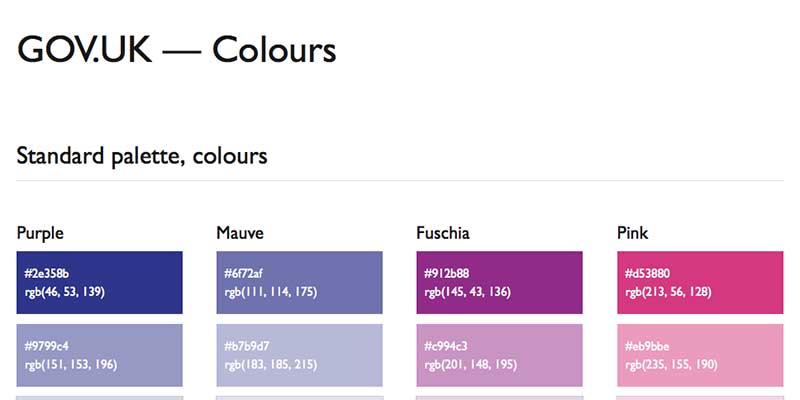 GOV.UK — Colours
Standard palette, colours
Purple
Mauve
Fuschia
Pink
#2e358b
rgb(46, 53, 139)
#6f72af
rgb(111, 114, 175)
#912b88
rgb(145, 43, 136)
#d53880
rgb(213, 56, 128)
#9799c4
rgb(151, 153, 196)
#b7b9d7
rgb(183, 185, 215)
#c994c3
rgb(201, 148, 195)
#eb9bbe
rgb(235, 155, 190)